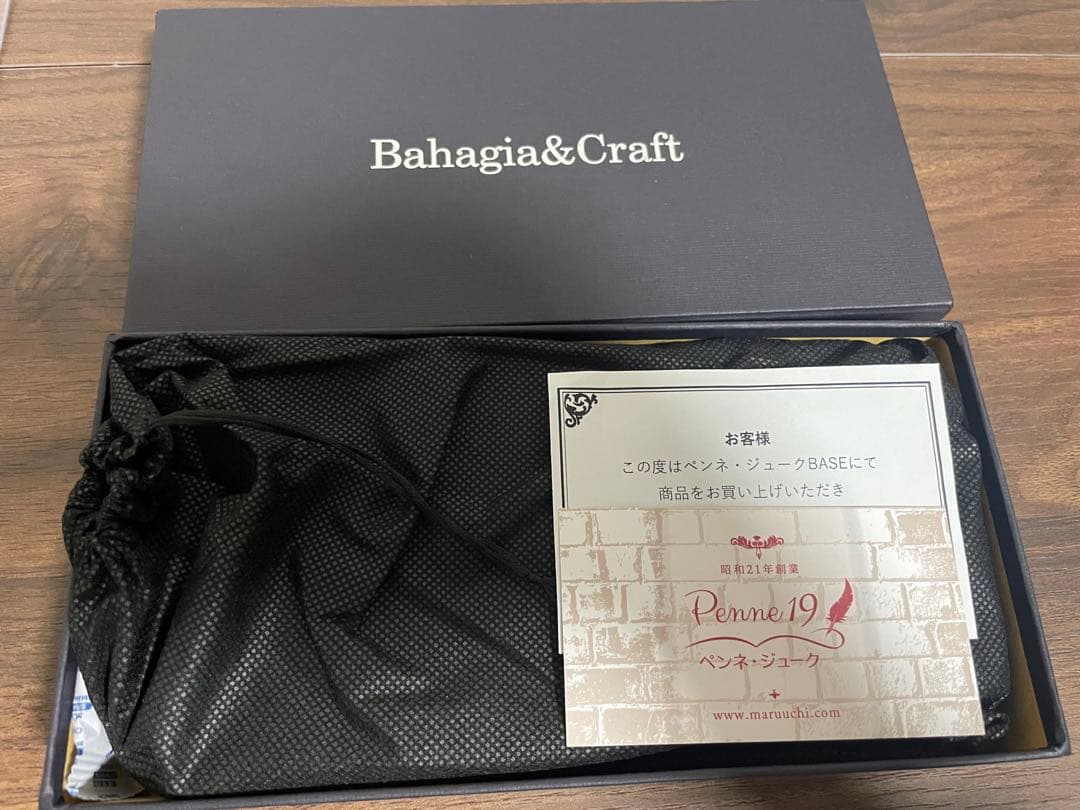 Bahagia&Craft
お客様
この度はペンネ・ジュークBASEにて
商品をお買い上げいただき
昭和21年創業
Penne 19
ペンネ・ジューク
www.maruuchi.com